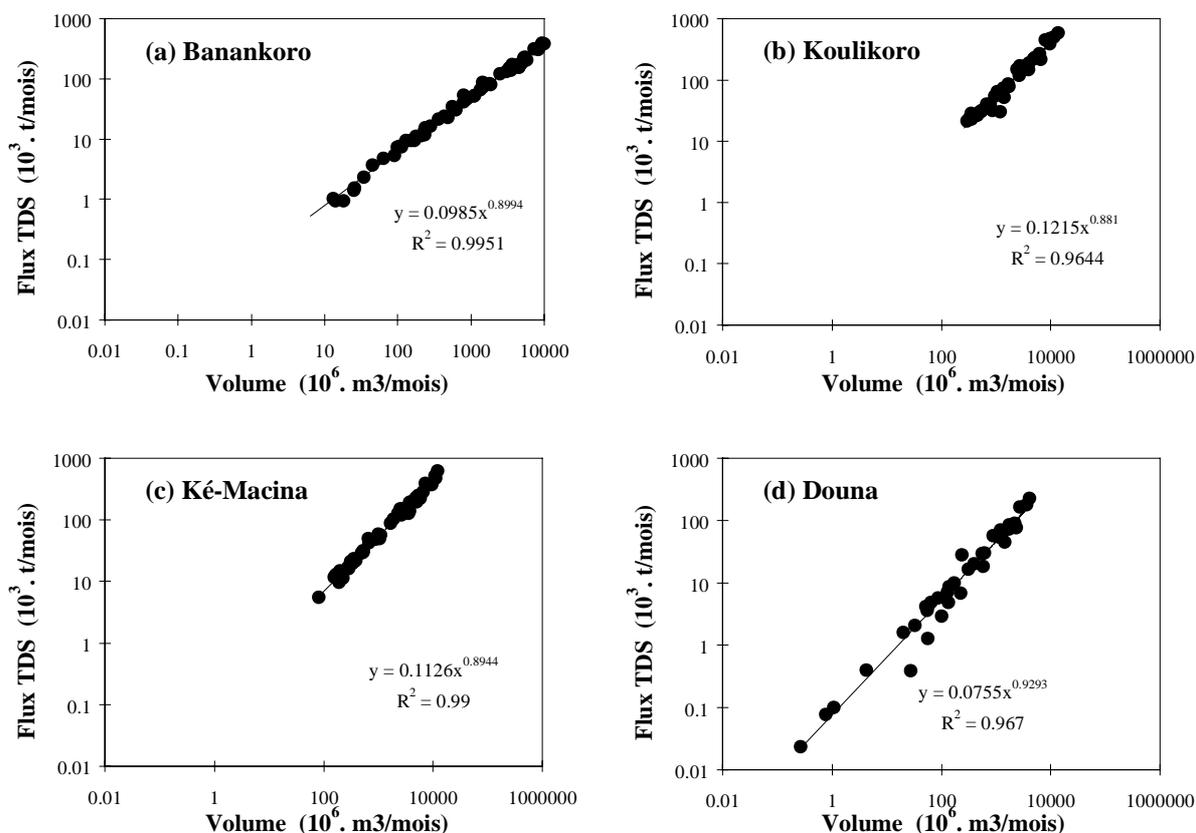 (a) Banankoro
1000
100
10
1
0.1
0.01
Flux TDS (10³. t/mois)
y = 0.0985x^0.8994
R² = 0.9951
0.01 0.1 1 10 100 1000 10000
Volume (10⁶. m3/mois)
(b) Koulikoro
1000
100
10
1
0.1
0.01
Flux TDS (10³. t/mois)
y = 0.1215x^0.881
R² = 0.9644
0.01 1 100 10000 1000000
Volume (10⁶. m3/mois)
(c) Ké-Macina
1000
100
10
1
0.1
0.01
Flux TDS (10³. t/mois)
y = 0.1126x^0.8944
R² = 0.99
0.01 1 100 10000 1000000
Volume (10⁶. m3/mois)
(d) Douna
1000
100
10
1
0.1
0.01
Flux TDS (10³. t/mois)
y = 0.0755x^0.9293
R² = 0.967
0.01 1 100 10000 1000000
Volume (10⁶. m3/mois)